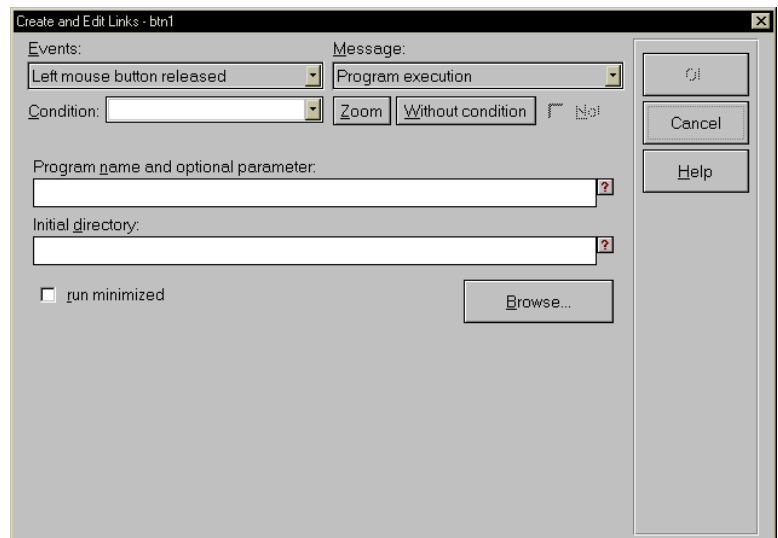 Create and Edit Links - btn1
Events:
Message:
Left mouse button released
Program execution
Condition:
Zoom
Without condition
Not
Cancel
Help
Program name and optional parameter:
?
Initial directory:
?
run minimized
Browse...